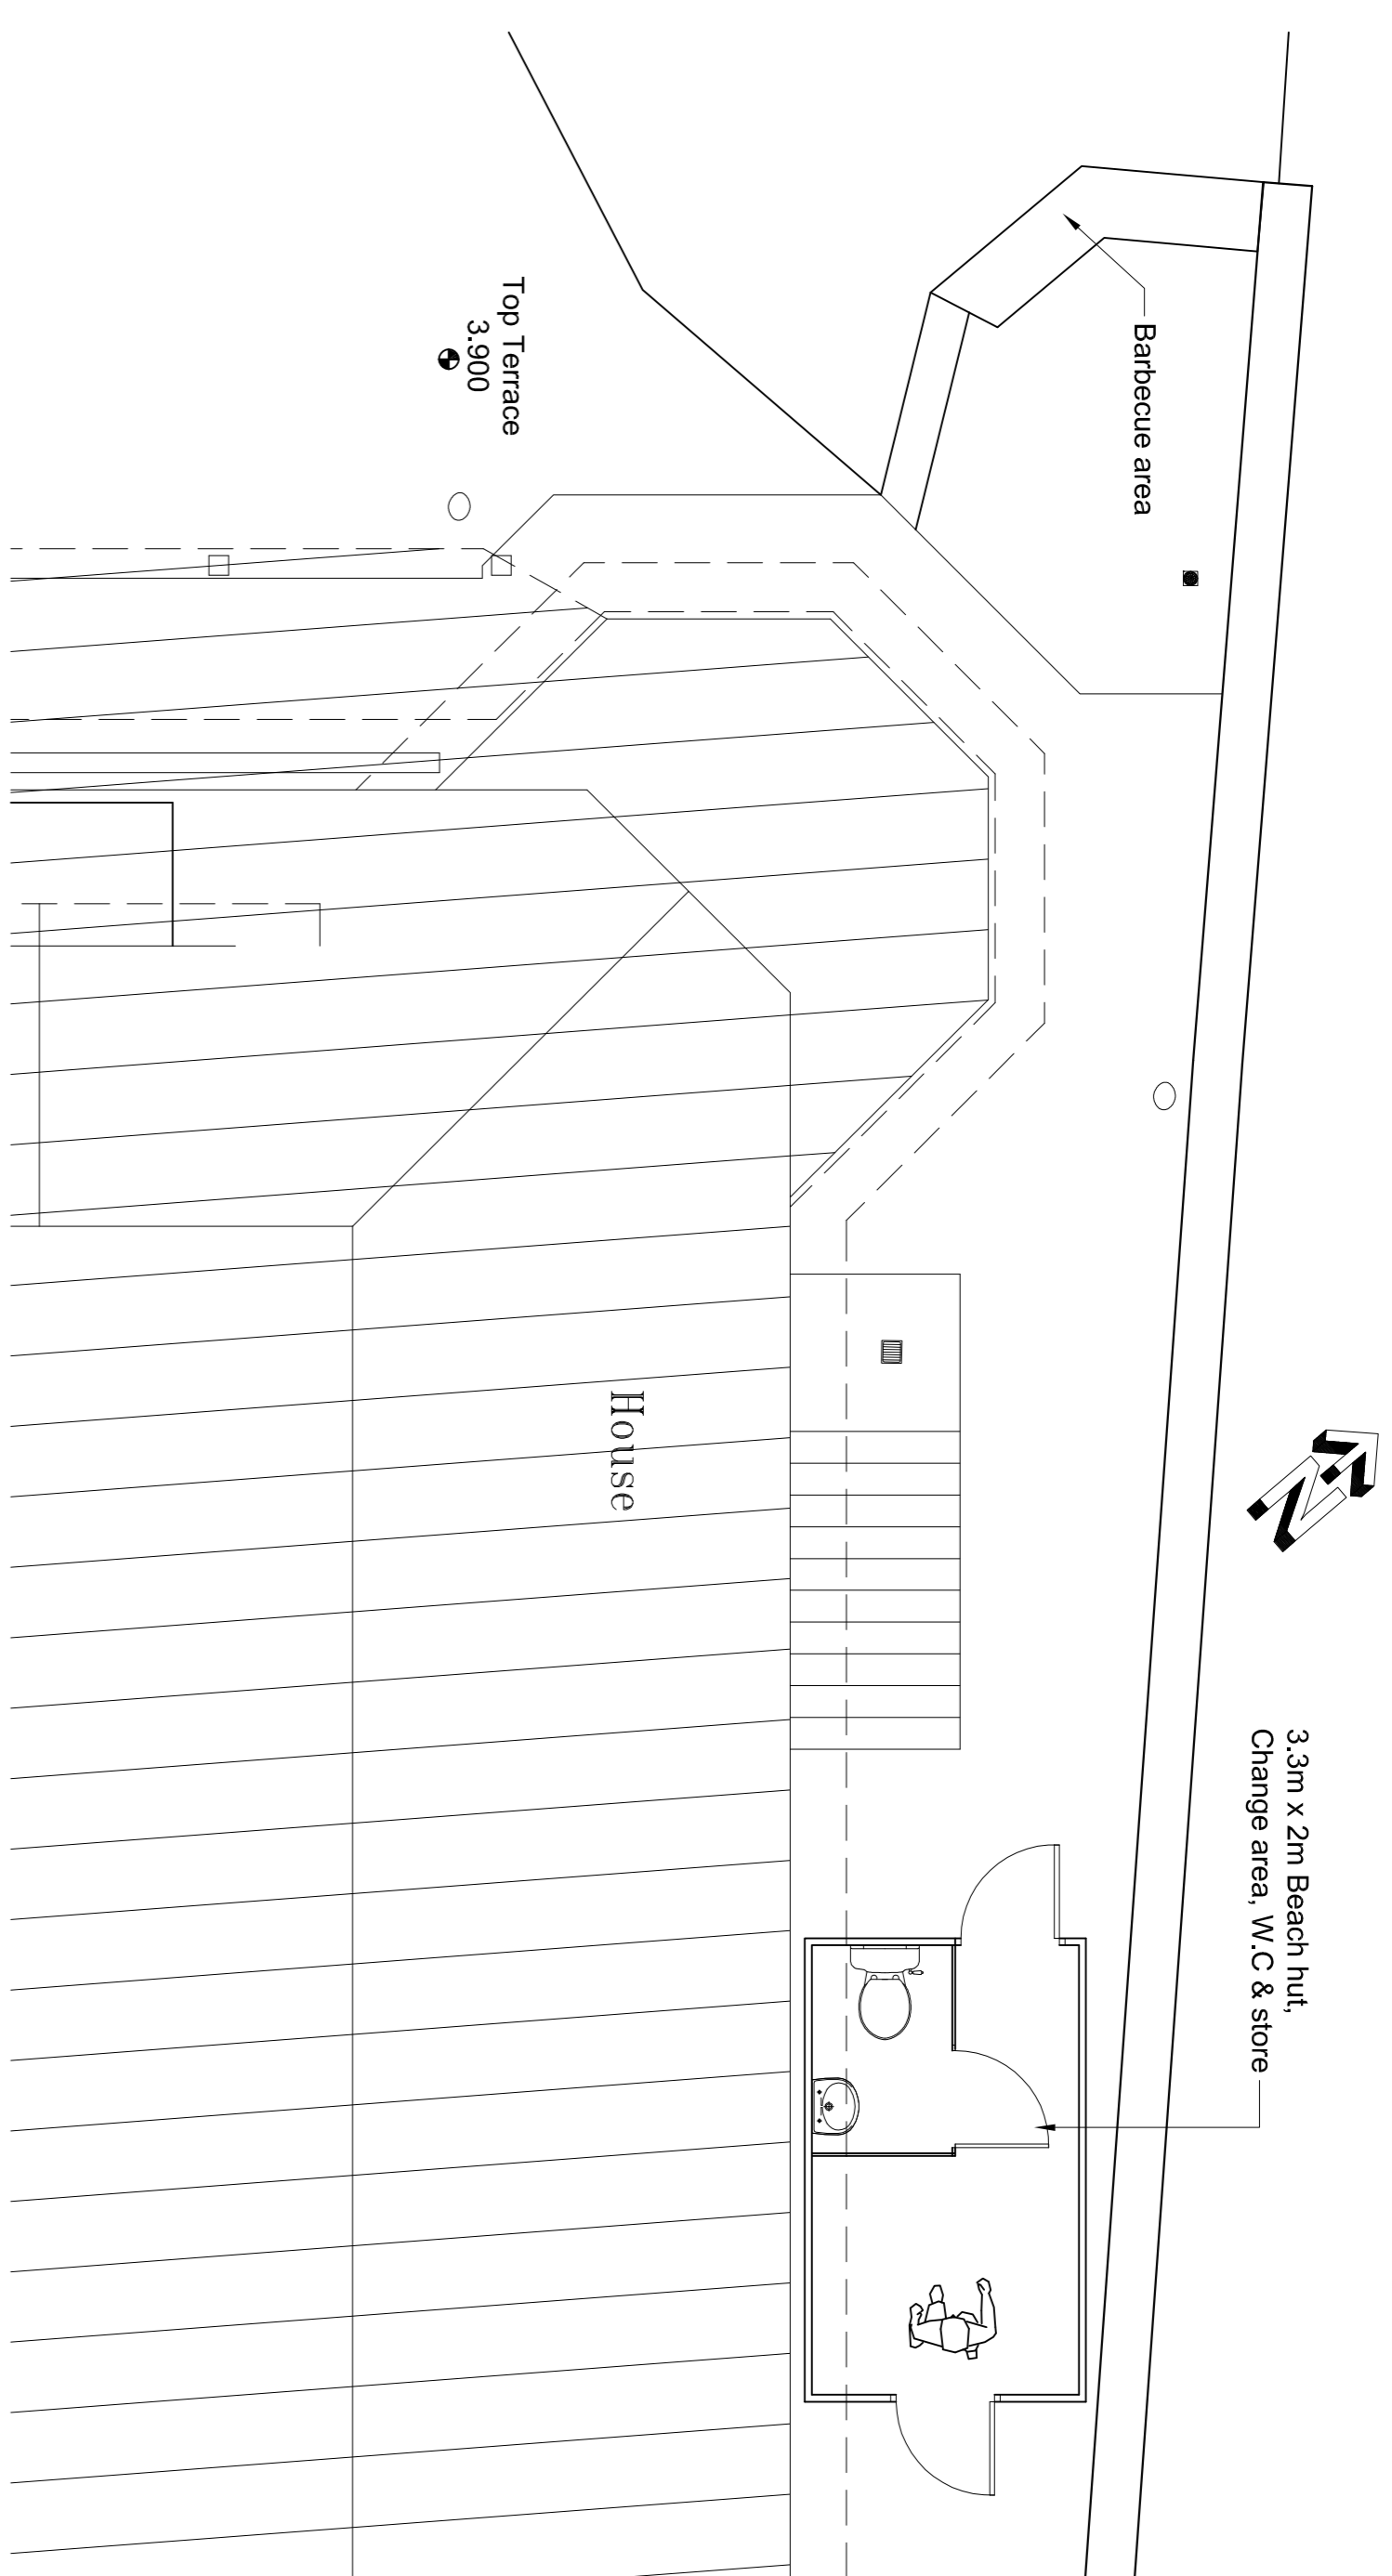 Barbecue area
Top Terrace
3.900
House
N
3.3m x 2m Beach hut,
Change area, W.C & store